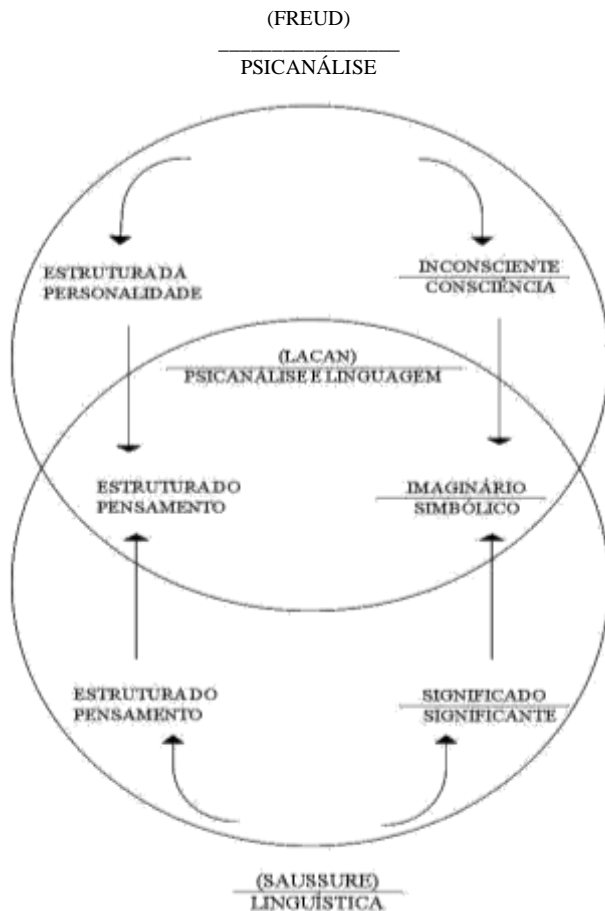 (FREUD)
PSICANÁLISE
ESTRUTURA DA
PERSONALIDADE
INCONSCIENTE
CONSCIÊNCIA
(LACAN)
PSICANÁLISE E LINGUAGEM
ESTRUTURA DO
PENSAMENTO
IMAGINÁRIO
SIMBÓLICO
ESTRUTURA DO
PENSAMENTO
SIGNIFICADO
SIGNIFICANTE
(SAUSSURE)
LINGUÍSTICA